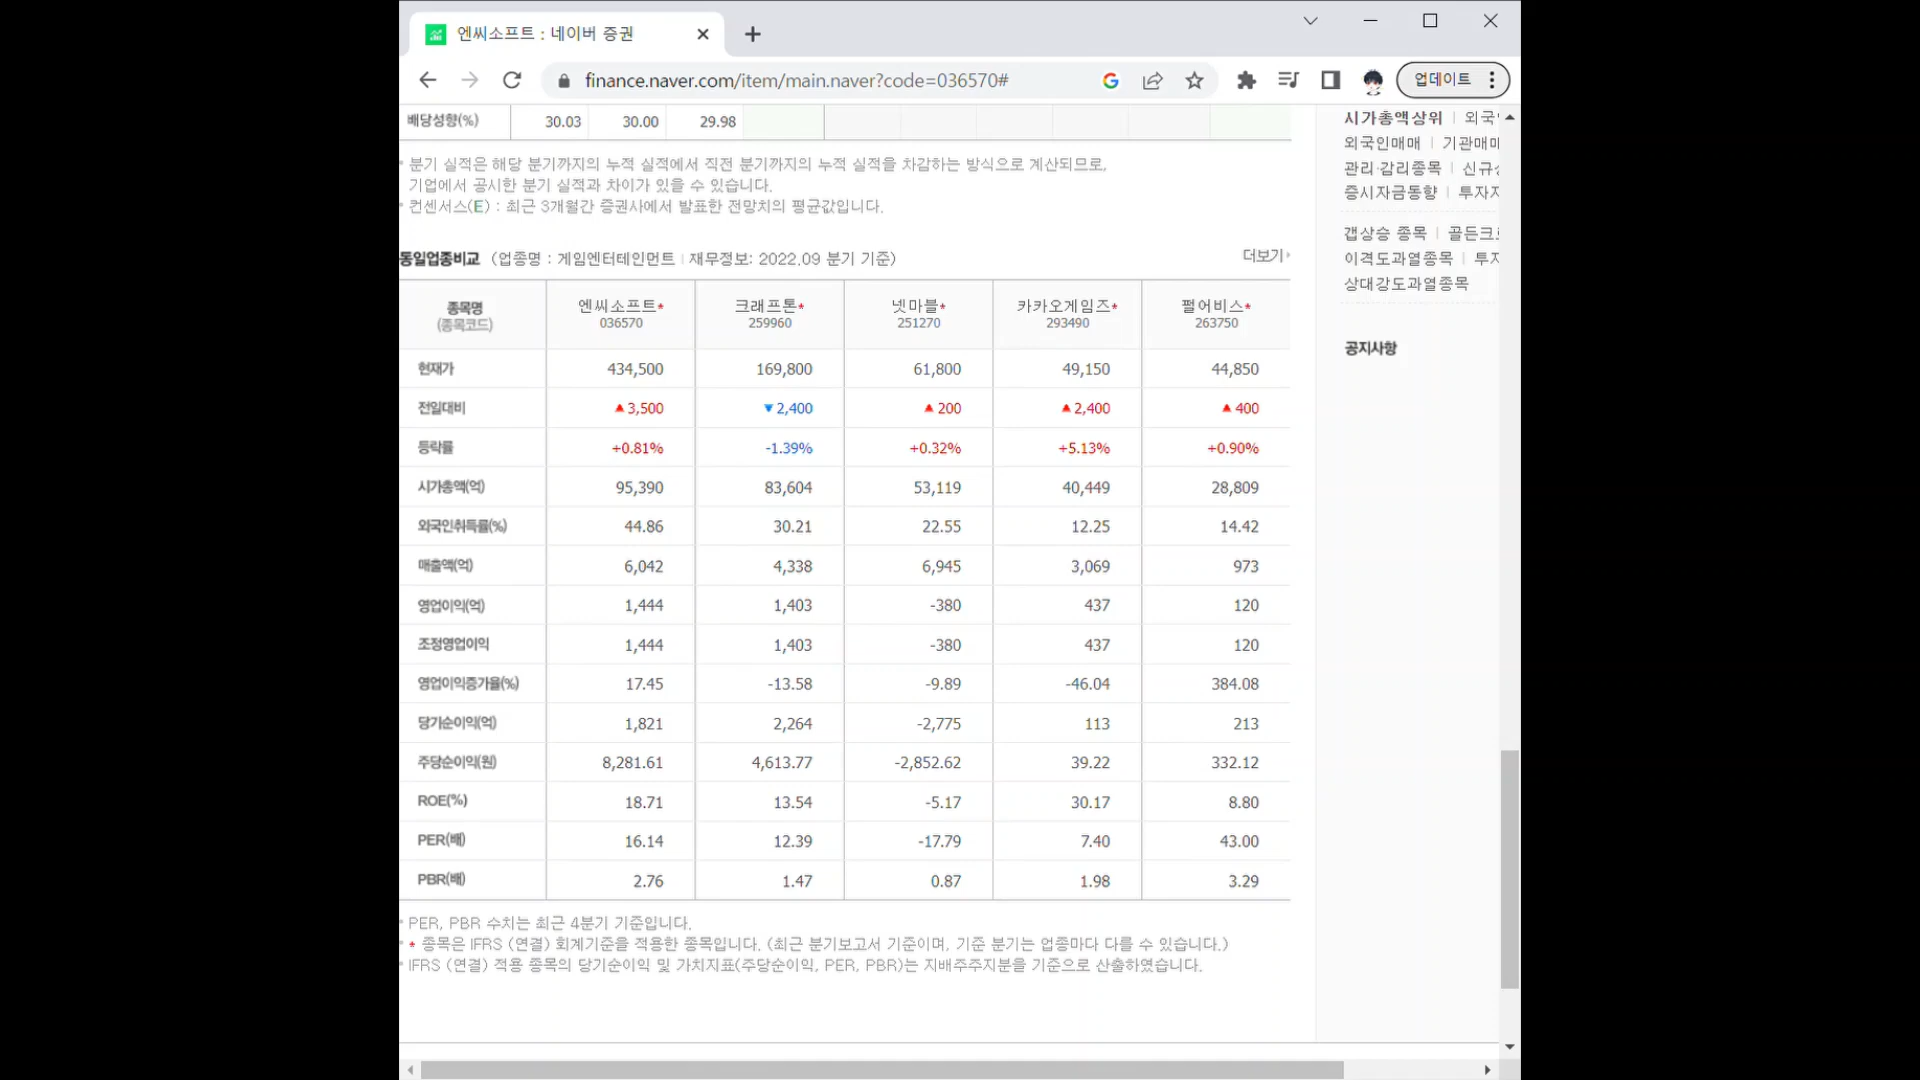 엔씨소프트 : 네이버 증권
finance.naver.com/item/main.naver?code=036570#
업데이트
배당성향(%) 30.03 30.00 29.98
* 분기 실적은 해당 분기까지의 누적 실적에서 직전 분기까지의 누적 실적을 차감하는 방식으로 계산되므로,
기업에서 공시한 분기 실적과 차이가 있을 수 있습니다.
* 컨센서스(E) : 최근 3개월간 증권사에서 발표한 전망치의 평균값입니다.
동일업종비교 (업종명 : 게임엔터테인먼트 | 재무정보: 2022.09 분기 기준) 더보기
종목명 엔씨소프트* 크래프톤* 넷마블* 카카오게임즈* 펄어비스*
(종목코드) 036570 259960 251270 293490 263750
현재가 434,500 169,800 61,800 49,150 44,850
전일대비 ▲3,500 ▼2,400 ▲200 ▲2,400 ▲400
등락률 +0.81% -1.39% +0.32% +5.13% +0.90%
시가총액(억) 95,390 83,604 53,119 40,449 28,809
외국인취득률(%) 44.86 30.21 22.55 12.25 14.42
매출액(억) 6,042 4,338 6,945 3,069 973
영업이익(억) 1,444 1,403 -380 437 120
조정영업이익 1,444 1,403 -380 437 120
영업이익증가율(%) 17.45 -13.58 -9.89 -46.04 384.08
당기순이익(억) 1,821 2,264 -2,775 113 213
주당순이익(원) 8,281.61 4,613.77 -2,852.62 39.22 332.12
ROE(%) 18.71 13.54 -5.17 30.17 8.80
PER(배) 16.14 12.39 -17.79 7.40 43.00
PBR(배) 2.76 1.47 0.87 1.98 3.29
* PER, PBR 수치는 최근 4분기 기준입니다.
* * 종목은 IFRS (연결) 회계기준을 적용한 종목입니다. (최근 분기보고서 기준이며, 기준 분기는 업종마다 다를 수 있습니다.)
* IFRS (연결) 적용 종목의 당기순이익 및 가치지표(주당순이익, PER, PBR)는 지배주주지분을 기준으로 산출하였습니다.
시가총액상위 | 외국
외국인매매 | 기관매매
관리·감리종목 | 신규
증시자금동향 | 투자
갭상승 종목 | 골든크
이격도과열종목 | 투
상대강도과열종목
공지사항